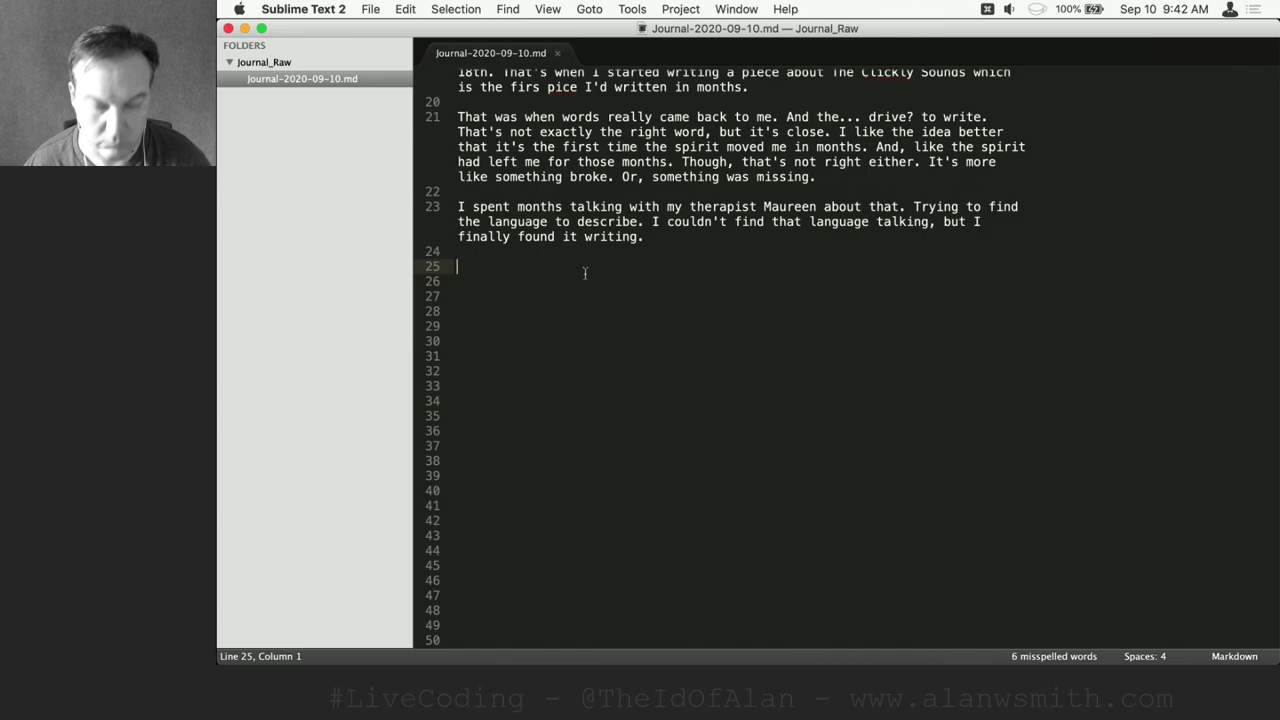 Sublime Text 2 File Edit Selection Find View Goto Tools Project Window Help 100% Sep 10 9:42 AM
Journal-2020-09-10.md — Journal_Raw
FOLDERS
Journal_Raw
Journal-2020-09-10.md
Journal-2020-09-10.md ×
18th. That's when I started writing a piece about The Clickly Sounds which
is the firs pice I'd written in months.
20
21 That was when words really came back to me. And the... drive? to write.
That's not exactly the right word, but it's close. I like the idea better
that it's the first time the spirit moved me in months. And, like the spirit
had left me for those months. Though, that's not right either. It's more
like something broke. Or, something was missing.
22
23 I spent months talking with my therapist Maureen about that. Trying to find
the language to describe. I couldn't find that language talking, but I
finally found it writing.
24
25
26
27
28
29
30
31
32
33
34
35
36
37
38
39
40
41
42
43
44
45
46
47
48
49
50
Line 25, Column 1 6 misspelled words Spaces: 4 Markdown
#LiveCoding - @TheIdOfAlan - www.alanwsmith.com